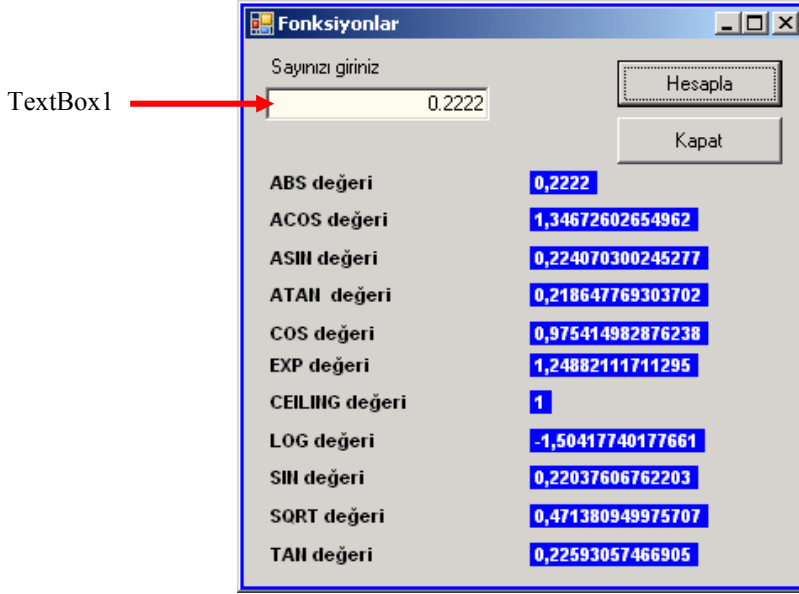 Fonksiyonlar
Sayınızı giriniz
Hesapla
TextBox1
0.2222
Kapat
ABS değeri 0,2222
ACOS değeri 1,34672602654962
ASIN değeri 0,224070300245277
ATAN değeri 0,218647769303702
COS değeri 0,975414982876238
EXP değeri 1,24882111711295
CEILING değeri 1
LOG değeri -1,50417740177661
SIN değeri 0,22037606762203
SQRT değeri 0,471380949975707
TAN değeri 0,22593057466905